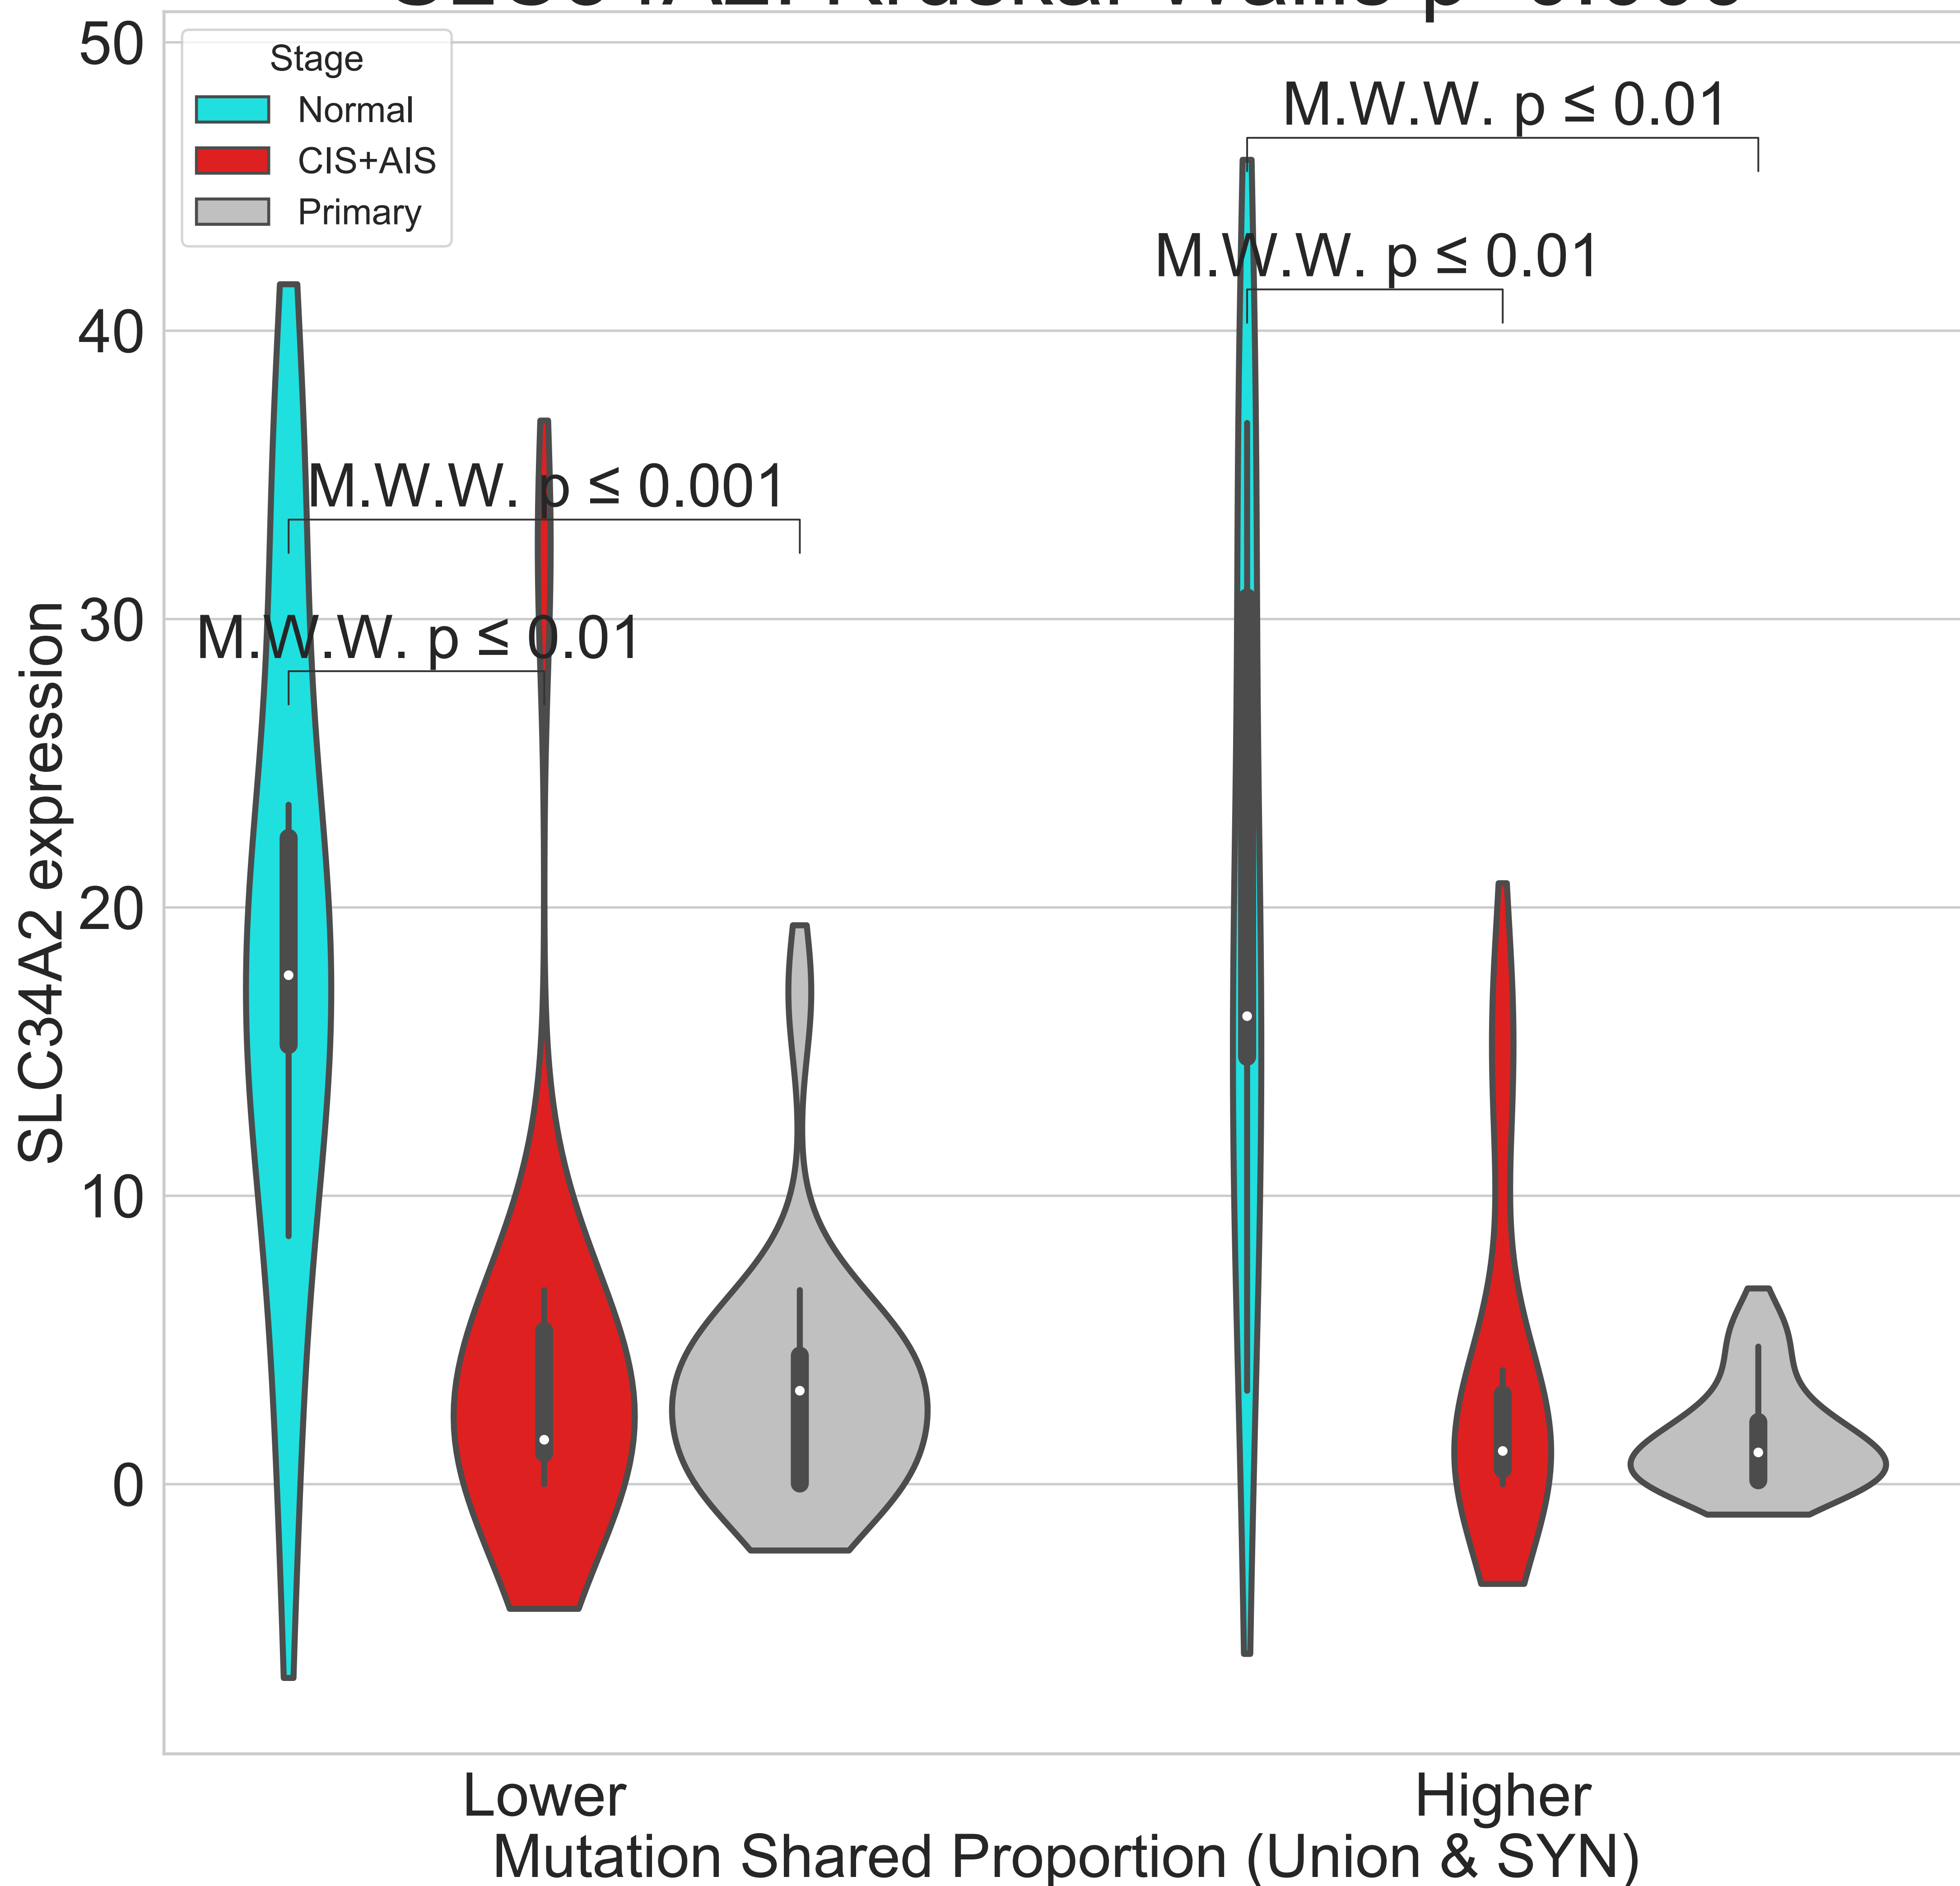 50
Stage
Normal
CIS+AIS
Primary
M.W.W. p ≤ 0.01
M.W.W. p ≤ 0.01
40
M.W.W. p ≤ 0.001
M.W.W. p ≤ 0.01
30
20
10
0
SLC34A2 expression
Lower
Higher
Mutation Shared Proportion (Union & SYN)